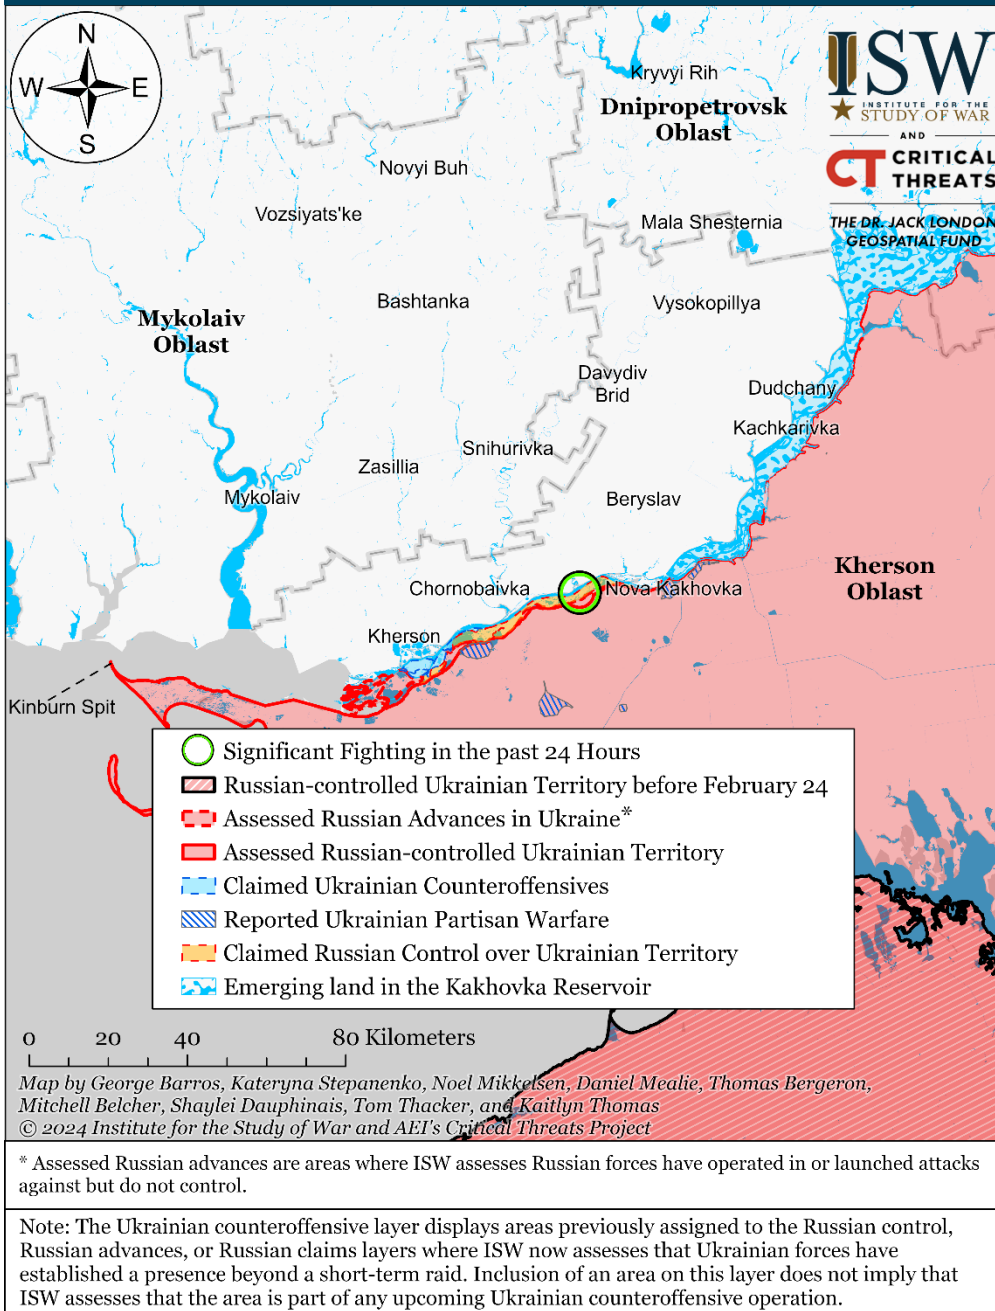 N
W E
S
ISW
INSTITUTE FOR THE
STUDY OF WAR
AND
CT CRITICAL
THREATS
THE DR. JACK LONDON
GEOSPATIAL FUND
Kryvyi Rih
Dnipropetrovsk
Oblast
Novyi Buh
Vozsiyats'ke
Mala Shesternia
Bashtanka
Vysokopillya
Mykolaiv
Oblast
Davydiv
Brid
Dudchany
Kachkarivka
Snihurivka
Zasillia
Mykolaiv
Beryslav
Kherson
Oblast
Chornobaivka
Nova Kakhovka
Kherson
Kinburn Spit
Significant Fighting in the past 24 Hours
Russian-controlled Ukrainian Territory before February 24
Assessed Russian Advances in Ukraine*
Assessed Russian-controlled Ukrainian Territory
Claimed Ukrainian Counteroffensives
Reported Ukrainian Partisan Warfare
Claimed Russian Control over Ukrainian Territory
Emerging land in the Kakhovka Reservoir
0 20 40 80 Kilometers
Map by George Barros, Kateryna Stepanenko, Noel Mikkelsen, Daniel Mealie, Thomas Bergeron,
Mitchell Belcher, Shaylei Dauphinais, Tom Thacker, and Kaitlyn Thomas
© 2024 Institute for the Study of War and AEI's Critical Threats Project
* Assessed Russian advances are areas where ISW assesses Russian forces have operated in or launched attacks
against but do not control.
Note: The Ukrainian counteroffensive layer displays areas previously assigned to the Russian control,
Russian advances, or Russian claims layers where ISW now assesses that Ukrainian forces have
established a presence beyond a short-term raid. Inclusion of an area on this layer does not imply that
ISW assesses that the area is part of any upcoming Ukrainian counteroffensive operation.